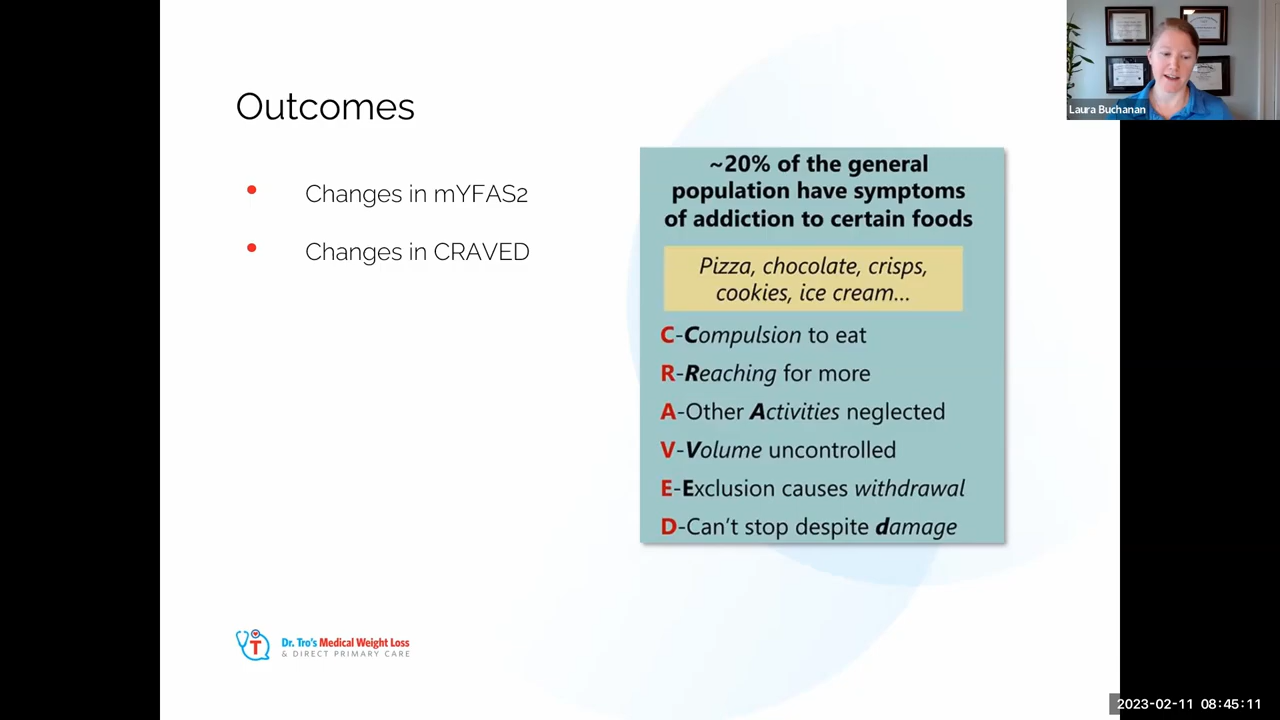 Outcomes
Changes in mYFAS2
Changes in CRAVED
~20% of the general
population have symptoms
of addiction to certain foods
Pizza, chocolate, crisps,
cookies, ice cream...
C-Compulsion to eat
R-Reaching for more
A-Other Activities neglected
V-Volume uncontrolled
E-Exclusion causes withdrawal
D-Can't stop despite damage
T
Dr. Tro's Medical Weight Loss
& DIRECT PRIMARY CARE
Laura Buchanan
2023-02-11 08:45:11